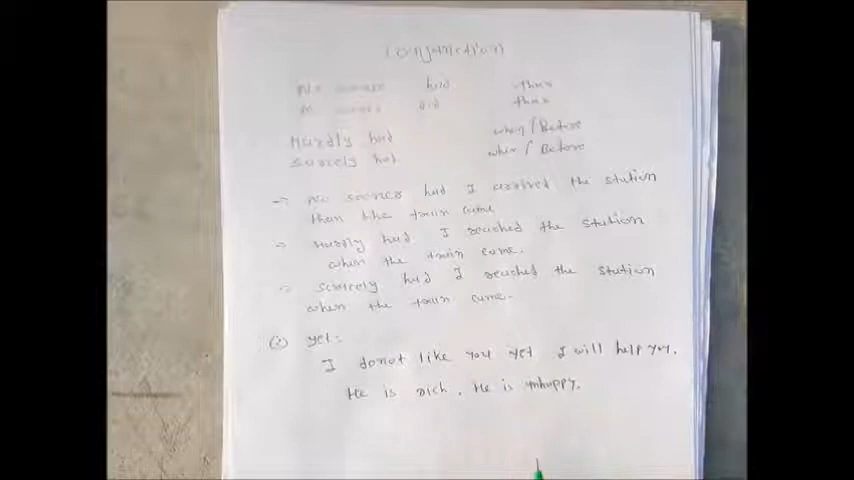 Conjunction
No sooner had than
No sooner did than
Hardly had when / Before
Scarcely had when / Before
→ No sooner had I arrived the station
than the train came
→ Hardly had I reached the station
when the train came.
→ Scarcely had I reached the station
when the train came.
(2) yet:
I donot like you yet I will help you.
He is rich. He is unhappy.